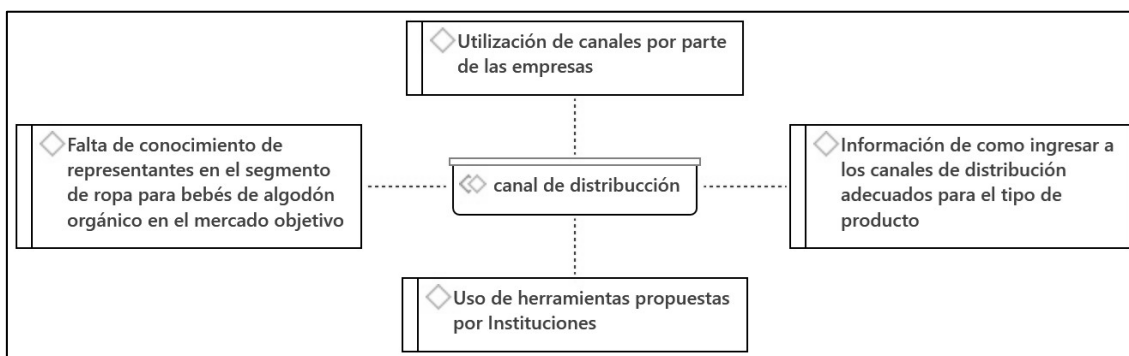 Utilización de canales por parte
de las empresas
Falta de conocimiento de
representantes en el segmento
de ropa para bebés de algodón
orgánico en el mercado objetivo
canal de distribucción
Información de como ingresar a
los canales de distribución
adecuados para el tipo de
producto
Uso de herramientas propuestas
por Instituciones